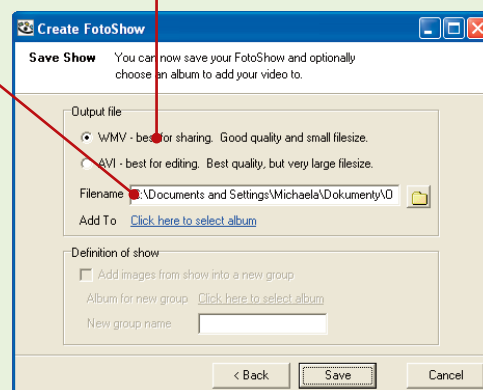 Create FotoShow
Save Show
You can now save your FotoShow and optionally
choose an album to add your video to.
Output file
WMV - best for sharing. Good quality and small filesize.
AVI - best for editing. Best quality, but very large filesize.
Filename :\Documents and Settings\Michaela\Dokumenty\O
Add To Click here to select album
Definition of show
Add images from show into a new group
Album for new group Click here to select album
New group name
< Back Save Cancel